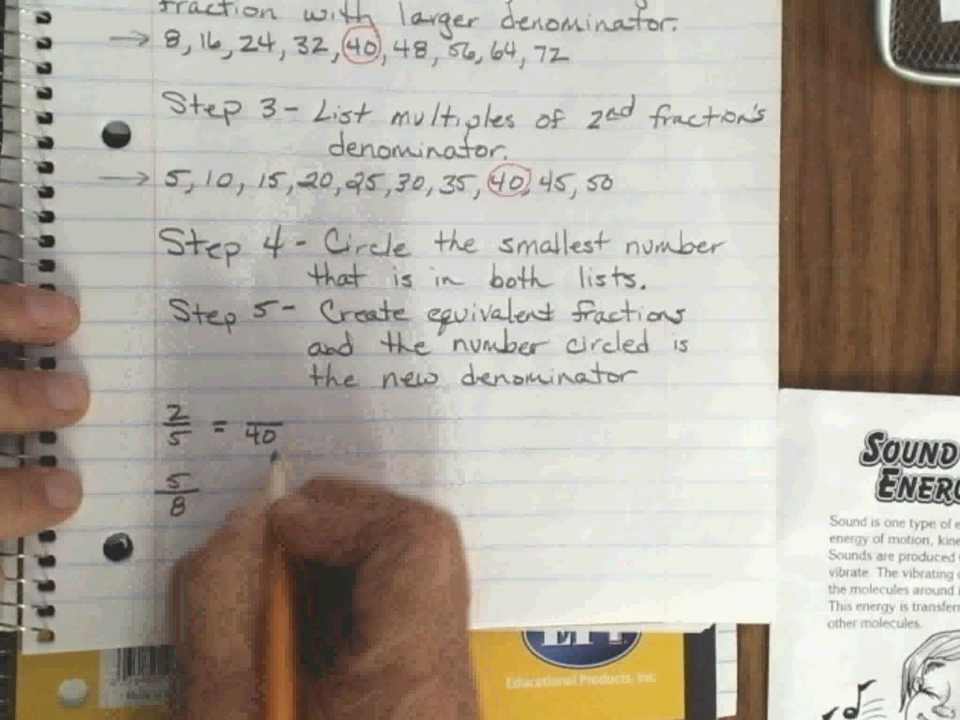 fraction with larger denominator.
→ 8, 16, 24, 32, 40, 48, 56, 64, 72
Step 3 - List multiples of 2nd fraction's
denominator.
→ 5, 10, 15, 20, 25, 30, 35, 40, 45, 50
Step 4 - Circle the smallest number
that is in both lists.
Step 5 - Create equivalent fractions
and the number circled is
the new denominator
2/5 = /40
5/8
SOUND
ENERG
Sound is one type of
energy of motion, kine
Sounds are produced
vibrate. The vibrating
the molecules around
This energy is transfer
other molecules.
Educational Products, Inc.